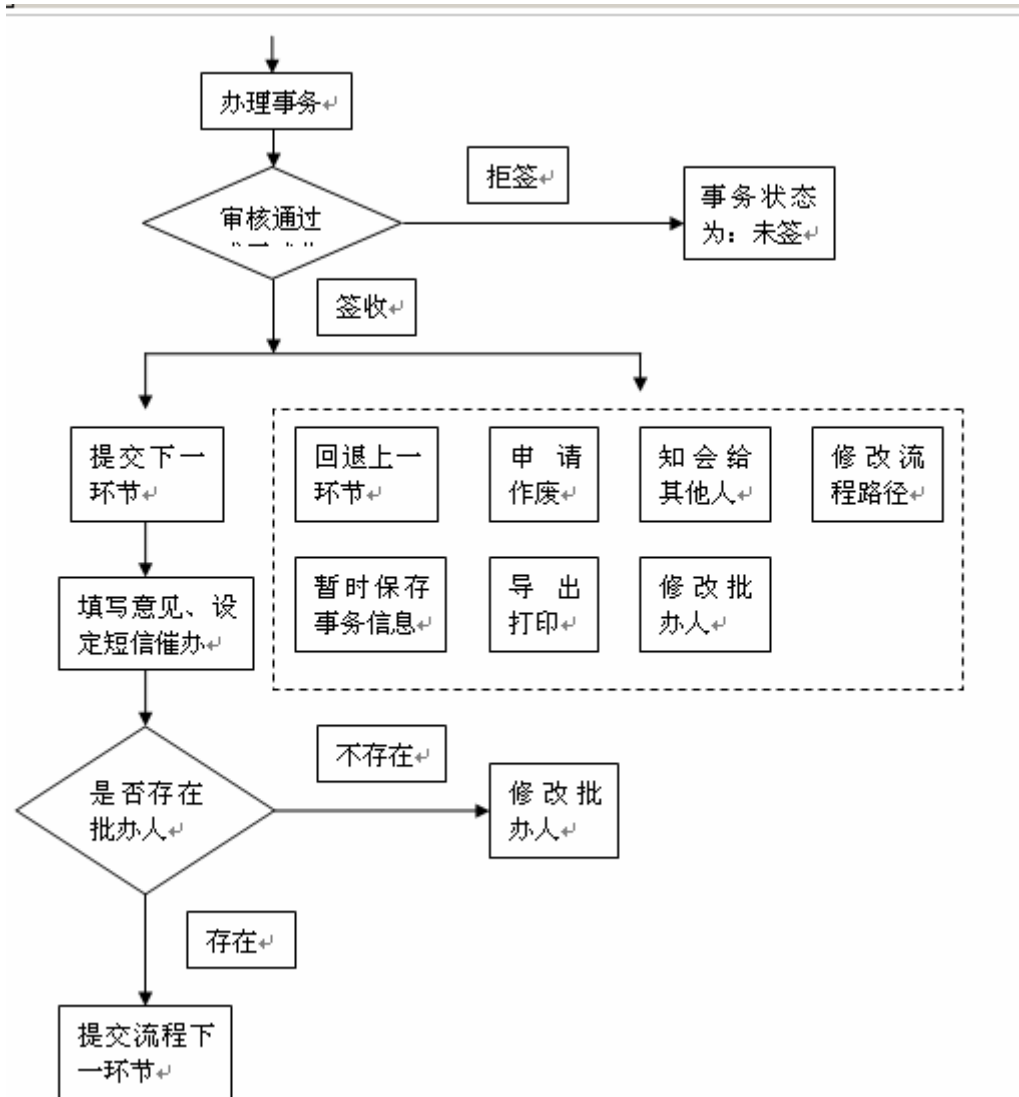 办理事务
拒签
审核通过
事务状态
为：未签
签收
提交下一
环节
回退上一
环节
申请
作废
知会给
其他人
修改流
程路径
暂时保存
事务信息
导出
打印
修改批
办人
填写意见、设
定短信催办
不存在
是否存在
批办人
修改批
办人
存在
提交流程下
一环节